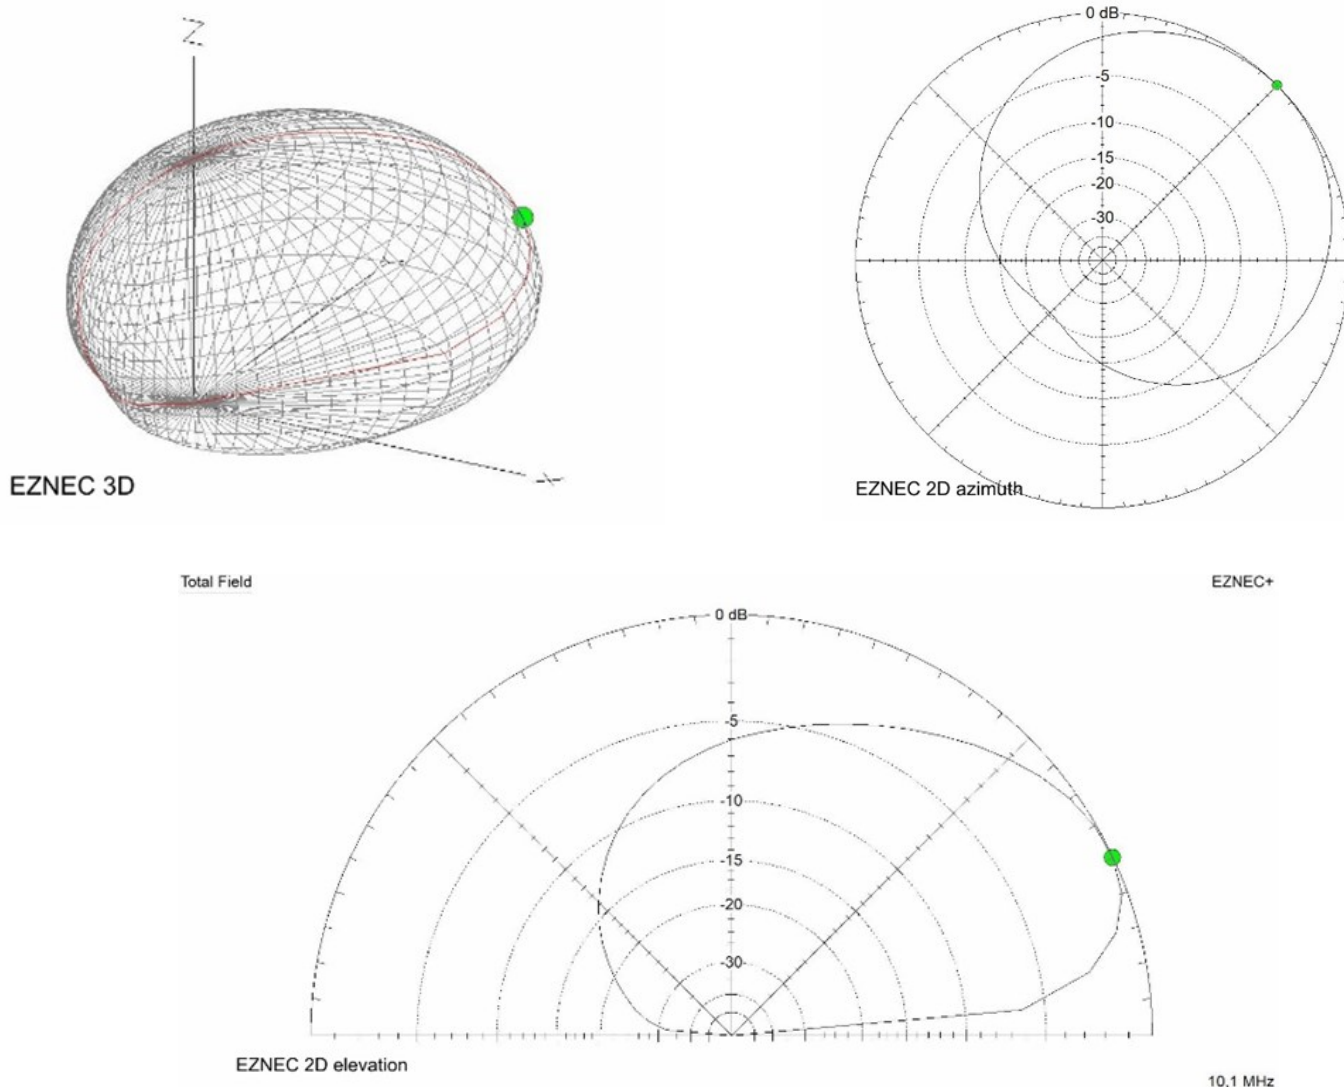 Z
Y
X
EZNEC 3D
0 dB
-5
-10
-15
-20
-30
EZNEC 2D azimuth
Total Field
EZNEC+
0 dB
-5
-10
-15
-20
-30
EZNEC 2D elevation
10.1 MHz